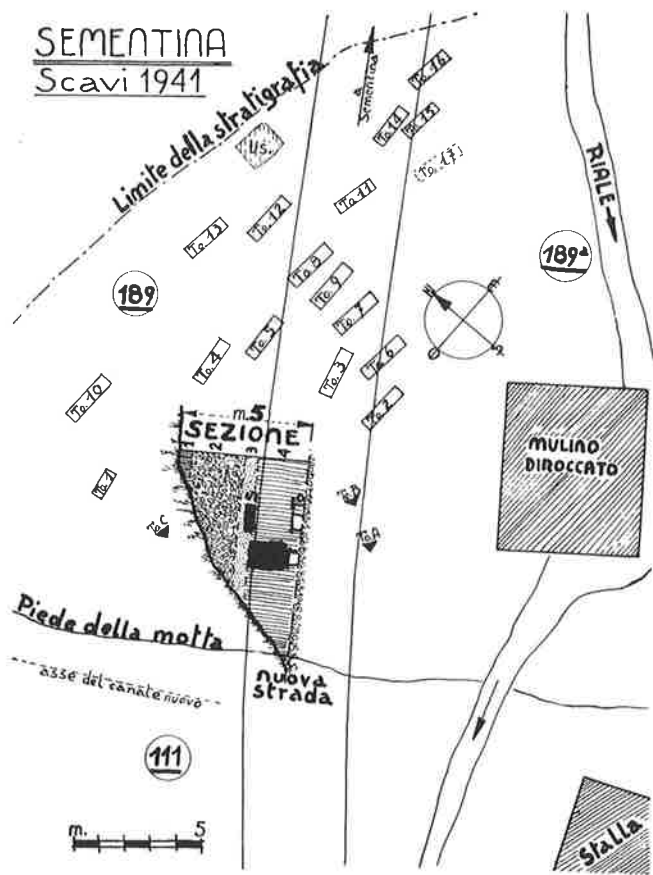 SEMENTINA
Scavi 1941
Limite della stratigrafia
a Sementina
Us.
To.16
To.15
To.14
To.17
To.11
To.12
To.13
To.8
To.9
To.7
To.5
To.4
To.3
To.6
To.2
To.10
To.1
RIALE
189
189a
N
E
S
O
m.5
SEZIONE
1 2 3 4
MULINO
DIROCCATO
To.B
To.A
To.C
Piede della motta
asse del canale nuovo
nuova
strada
111
m. 5
Stalla